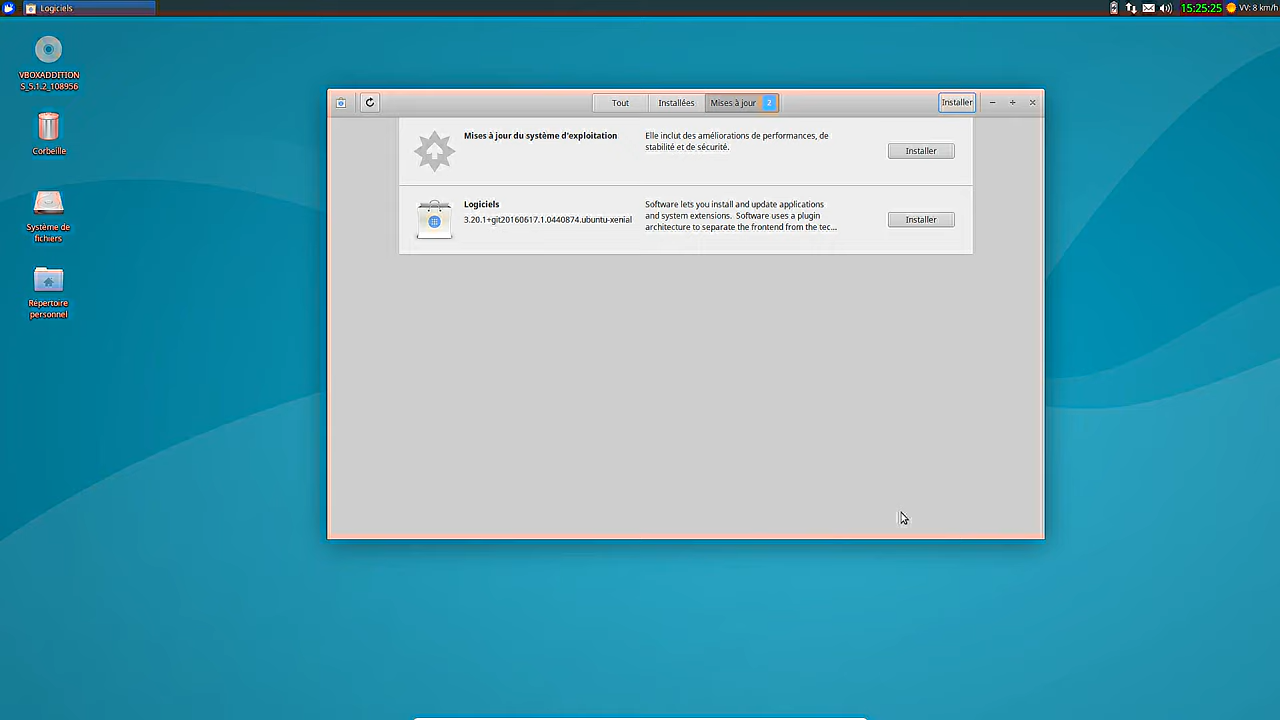 Logiciels
15:25:25
VV: 8 km/h
VBOXADDITION
S_5.1.2_108956
Corbeille
Système de
fichiers
Répertoire
personnel
Tout
Installées
Mises à jour
2
Installer
Mises à jour du système d'exploitation
Elle inclut des améliorations de performances, de
stabilité et de sécurité.
Installer
Logiciels
3.20.1+git20160617.1.0440874.ubuntu-xenial
Software lets you install and update applications
and system extensions. Software uses a plugin
architecture to separate the frontend from the tec...
Installer